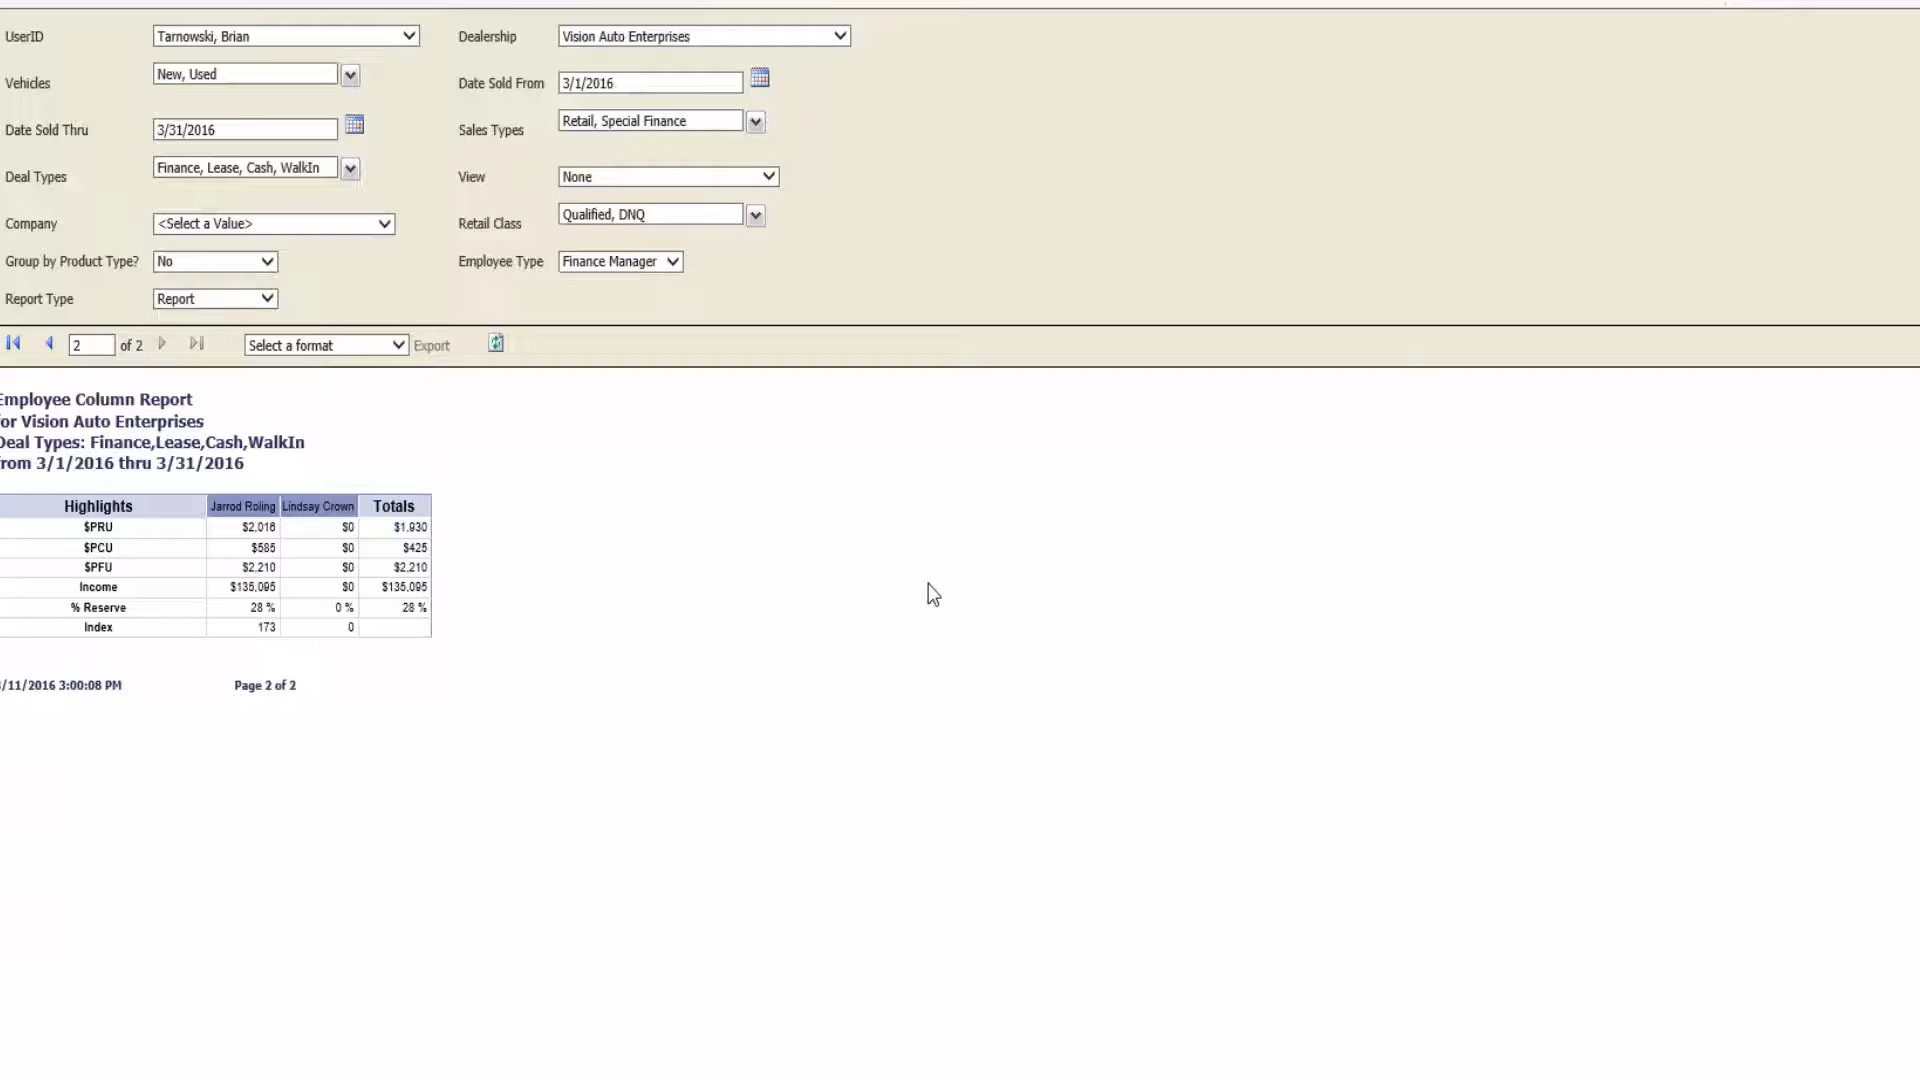 UserID Tarnowski, Brian Dealership Vision Auto Enterprises
Vehicles New, Used Date Sold From 3/1/2016
Date Sold Thru 3/31/2016 Sales Types Retail, Special Finance
Deal Types Finance, Lease, Cash, WalkIn View None
Company <Select a Value> Retail Class Qualified, DNQ
Group by Product Type? No Employee Type Finance Manager
Report Type Report
2 of 2 Select a format Export
Employee Column Report
for Vision Auto Enterprises
Deal Types: Finance,Lease,Cash,WalkIn
from 3/1/2016 thru 3/31/2016
Highlights Jarrod Roling Lindsay Crown Totals
$PRU $2,016 $0 $1,930
$PCU $585 $0 $425
$PFU $2,210 $0 $2,210
Income $135,095 $0 $135,095
% Reserve 28 % 0 % 28 %
Index 173 0
/11/2016 3:00:08 PM Page 2 of 2